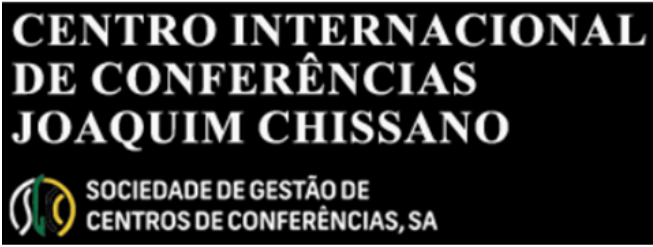 CENTRO INTERNACIONAL
DE CONFERÊNCIAS
JOAQUIM CHISSANO
SOCIEDADE DE GESTÃO DE
CENTROS DE CONFERÊNCIAS, SA